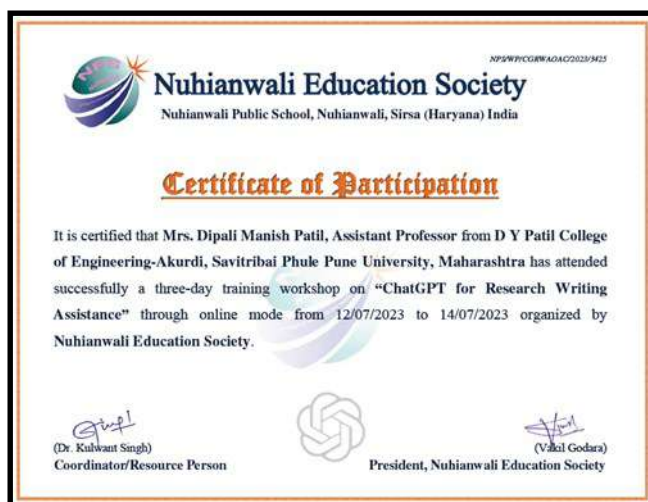 NPS/WP/CGRWAOAC/2023/3425
NPS
Nuhianwali Education Society
Nuhianwali Public School, Nuhianwali, Sirsa (Haryana) India
Certificate of Participation
It is certified that Mrs. Dipali Manish Patil, Assistant Professor from D Y Patil College
of Engineering-Akurdi, Savitribai Phule Pune University, Maharashtra has attended
successfully a three-day training workshop on “ChatGPT for Research Writing
Assistance” through online mode from 12/07/2023 to 14/07/2023 organized by
Nuhianwali Education Society.
(Dr. Kulwant Singh)
Coordinator/Resource Person
(Vakil Godara)
President, Nuhianwali Education Society